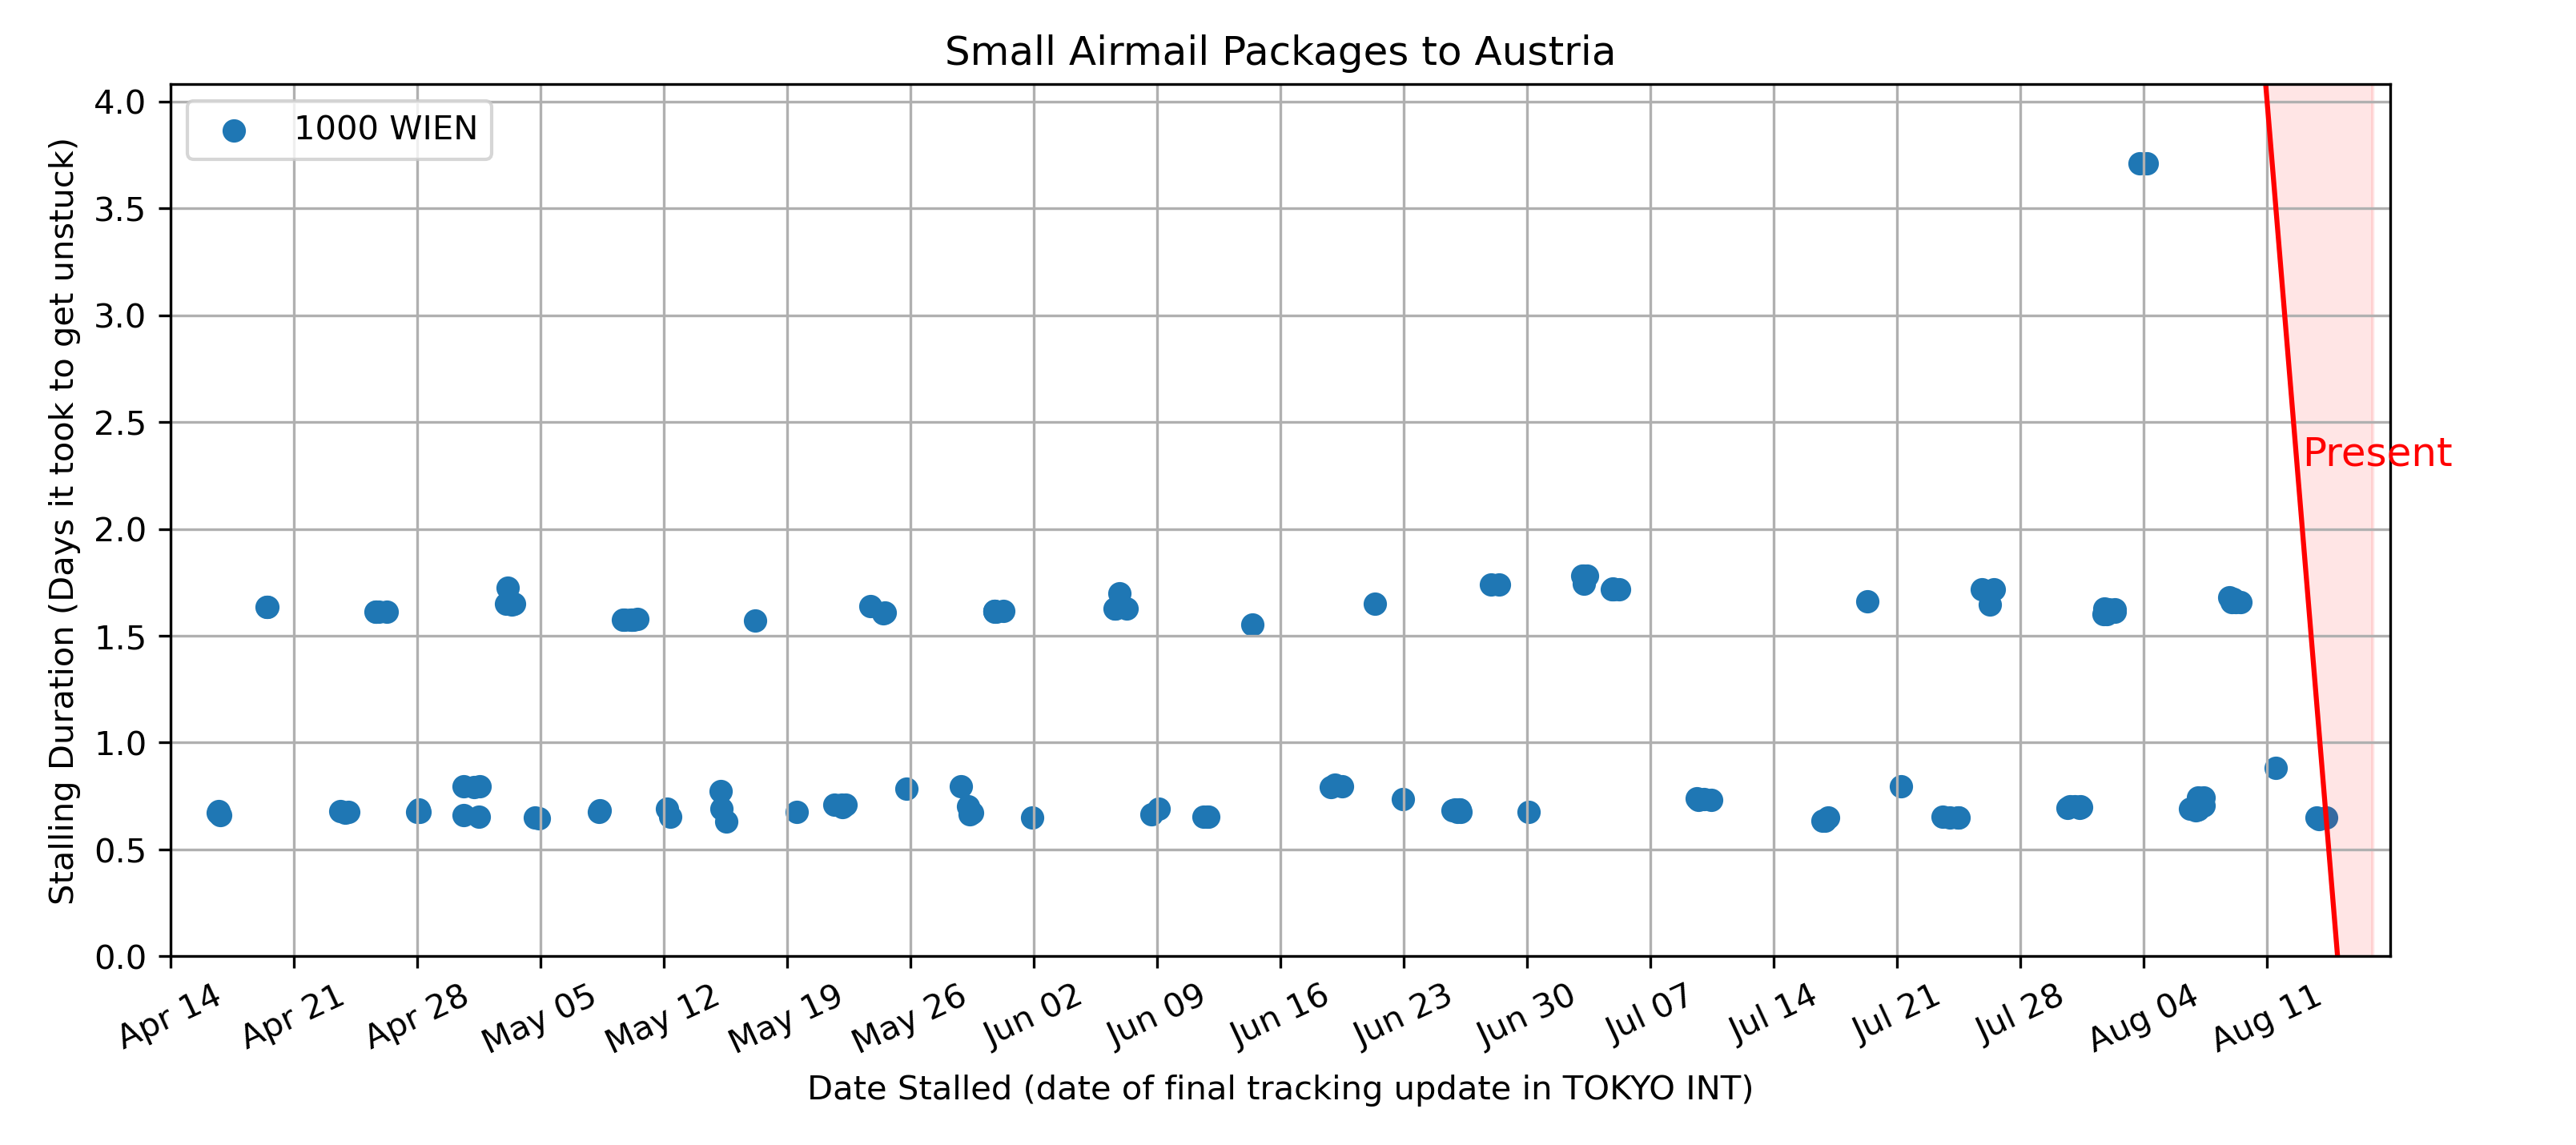 Small Airmail Packages to Austria
1000 WIEN
Stalling Duration (Days it took to get unstuck)
4.0
3.5
3.0
2.5
2.0
1.5
1.0
0.5
0.0
Present
Apr 14
Apr 21
Apr 28
May 05
May 12
May 19
May 26
Jun 02
Jun 09
Jun 16
Jun 23
Jun 30
Jul 07
Jul 14
Jul 21
Jul 28
Aug 04
Aug 11
Date Stalled (date of final tracking update in TOKYO INT)